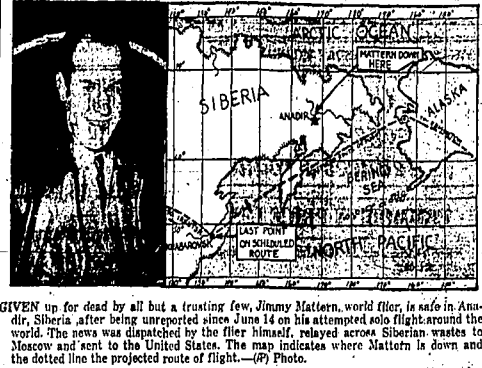 ARCTIC OCEAN
MATTERN DOWN
HERE
SIBERIA
ANADIR
ALASKA
BERING
SEA
KHABAROVSK
LAST POINT
ON SCHEDULED
ROUTE
NORTH PACIFIC
GIVEN up for dead by all but a trusting few, Jimmy Mattern, world flier, is safe in Ana-
dir, Siberia, after being unreported since June 14 on his attempted solo flight around the
world. The news was dispatched by the flier himself, relayed across Siberian wastes to
Moscow and sent to the United States. The map indicates where Mattern is down and
the dotted line the projected route of flight.—(AP) Photo.